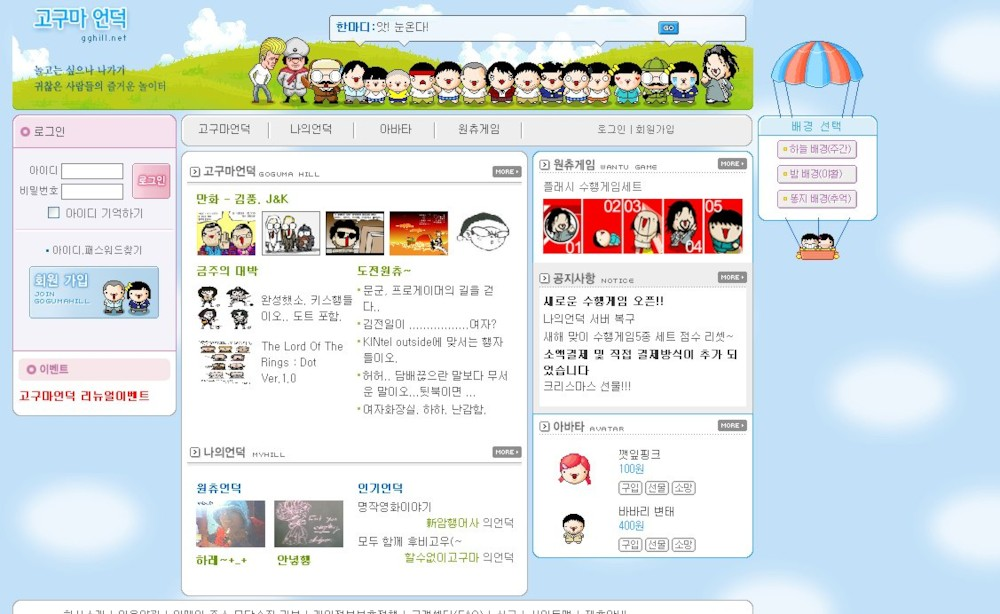 고구마 언덕
gghill.net
한마디: 앗! 눈온다!
GO
놀고는 싶으나 나가기
귀찮은 사람들의 즐거운 놀이터
로그인
아이디
비밀번호
로그인
아이디 기억하기
아이디,패스워드찾기
회원 가입
JOIN
GOGUMAHILL
이벤트
고구마언덕 리뉴얼이벤트
고구마언덕
나의언덕
아바타
원츄게임
로그인 | 회원가입
고구마언덕 GOGUMA HILL
MORE
만화 - 김풍, J&K
금주의 대박
완성했소, 키스행들
이오.. 도트 포함.
The Lord Of The
Rings : Dot
Ver.1.0
도전원츄~
문군, 프로게이머의 길을 걷
다..
김전일이 ................여자?
KINtel outside에 맞서는 행자
들이오.
허허.. 담배끊으란 말보다 무서
운 말이오...뒷북이면 ...
여자화장실. 하하, 난감함.
나의언덕 MYHILL
MORE
원츄언덕
하레~+_+
안녕행
인기언덕
명작영화이야기
新암행어사 의언덕
모두 함께 후비고우(~
할수없이고구마 의언덕
원츄게임 WANTU GAME
MORE
플래시 수행게임세트
01
02
03
04
05
공지사항 NOTICE
MORE
새로운 수행게임 오픈!!
나의언덕 서버 복구
새해 맞이 수행게임5종 세트 점수 리셋~
소액결제 및 직접 결제방식이 추가 되
었습니다
크리스마스 선물!!!
아바타 AVATAR
MORE
깻잎핑크
100원
구입 선물 소망
바바리 변태
400원
구입 선물 소망
배경 선택
하늘 배경(주간)
밤 배경(야할)
똥지 배경(추억)